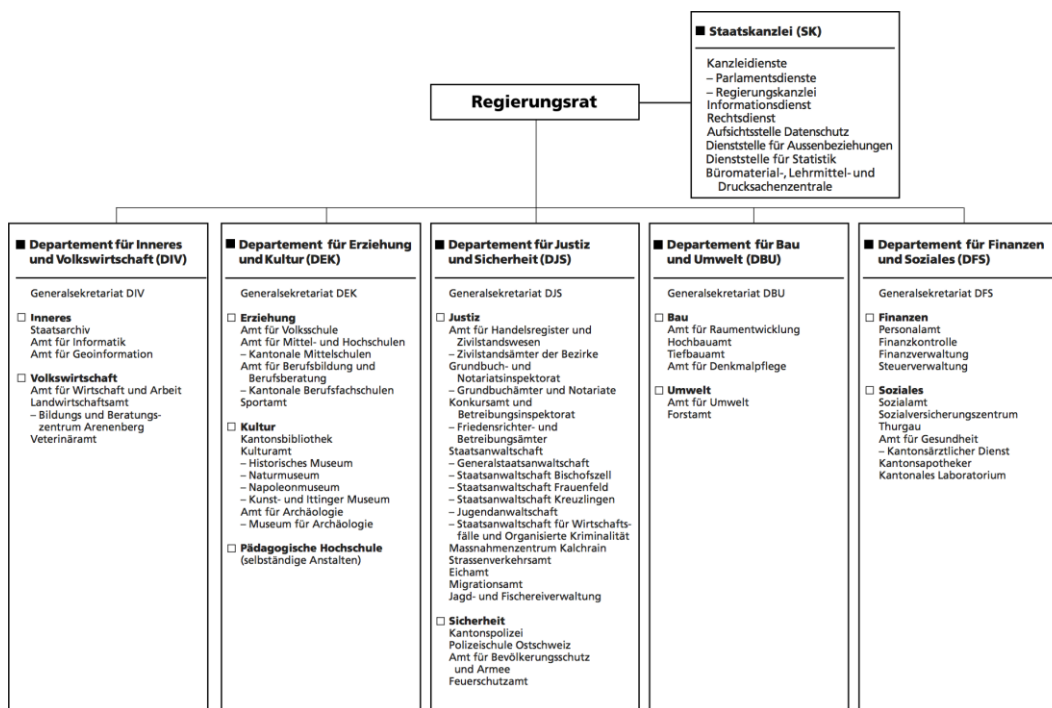 ■ Staatskanzlei (SK)
Kanzleidienste
– Parlamentsdienste
– Regierungskanzlei
Informationsdienst
Rechtsdienst
Aufsichtsstelle Datenschutz
Dienststelle für Aussenbeziehungen
Dienststelle für Statistik
Büromaterial-, Lehrmittel- und
Drucksachenzentrale
Regierungsrat
■ Departement für Inneres
und Volkswirtschaft (DIV)
Generalsekretariat DIV
□ Inneres
Staatsarchiv
Amt für Informatik
Amt für Geoinformation
□ Volkswirtschaft
Amt für Wirtschaft und Arbeit
Landwirtschaftsamt
– Bildungs und Beratungs-
zentrum Arenenberg
Veterinäramt
■ Departement für Erziehung
und Kultur (DEK)
Generalsekretariat DEK
□ Erziehung
Amt für Volksschule
Amt für Mittel- und Hochschulen
– Kantonale Mittelschulen
Amt für Berufsbildung und
Berufsberatung
– Kantonale Berufsfachschulen
Sportamt
□ Kultur
Kantonsbibliothek
Kulturamt
– Historisches Museum
– Naturmuseum
– Napoleonmuseum
– Kunst- und Ittinger Museum
Amt für Archäologie
– Museum für Archäologie
□ Pädagogische Hochschule
(selbständige Anstalten)
■ Departement für Justiz
und Sicherheit (DJS)
Generalsekretariat DJS
□ Justiz
Amt für Handelsregister und
Zivilstandswesen
– Zivilstandsämter der Bezirke
Grundbuch- und
Notariatsinspektorat
– Grundbuchämter und Notariate
Konkursamt und
Betreibungsinspektorat
– Friedensrichter- und
Betreibungsämter
Staatsanwaltschaft
– Generalstaatsanwaltschaft
– Staatsanwaltschaft Bischofszell
– Staatsanwaltschaft Frauenfeld
– Staatsanwaltschaft Kreuzlingen
– Jugendanwaltschaft
– Staatsanwaltschaft für Wirtschafts-
fälle und Organisierte Kriminalität
Massnahmenzentrum Kalchrain
Strassenverkehrsamt
Eichamt
Migrationsamt
Jagd- und Fischereiverwaltung
□ Sicherheit
Kantonspolizei
Polizeischule Ostschweiz
Amt für Bevölkerungsschutz
und Armee
Feuerschutzamt
■ Departement für Bau
und Umwelt (DBU)
Generalsekretariat DBU
□ Bau
Amt für Raumentwicklung
Hochbauamt
Tiefbauamt
Amt für Denkmalpflege
□ Umwelt
Amt für Umwelt
Forstamt
■ Departement für Finanzen
und Soziales (DFS)
Generalsekretariat DFS
□ Finanzen
Personalamt
Finanzkontrolle
Finanzverwaltung
Steuerverwaltung
□ Soziales
Sozialamt
Sozialversicherungszentrum
Thurgau
Amt für Gesundheit
– Kantonsärztlicher Dienst
Kantonsapotheker
Kantonales Laboratorium